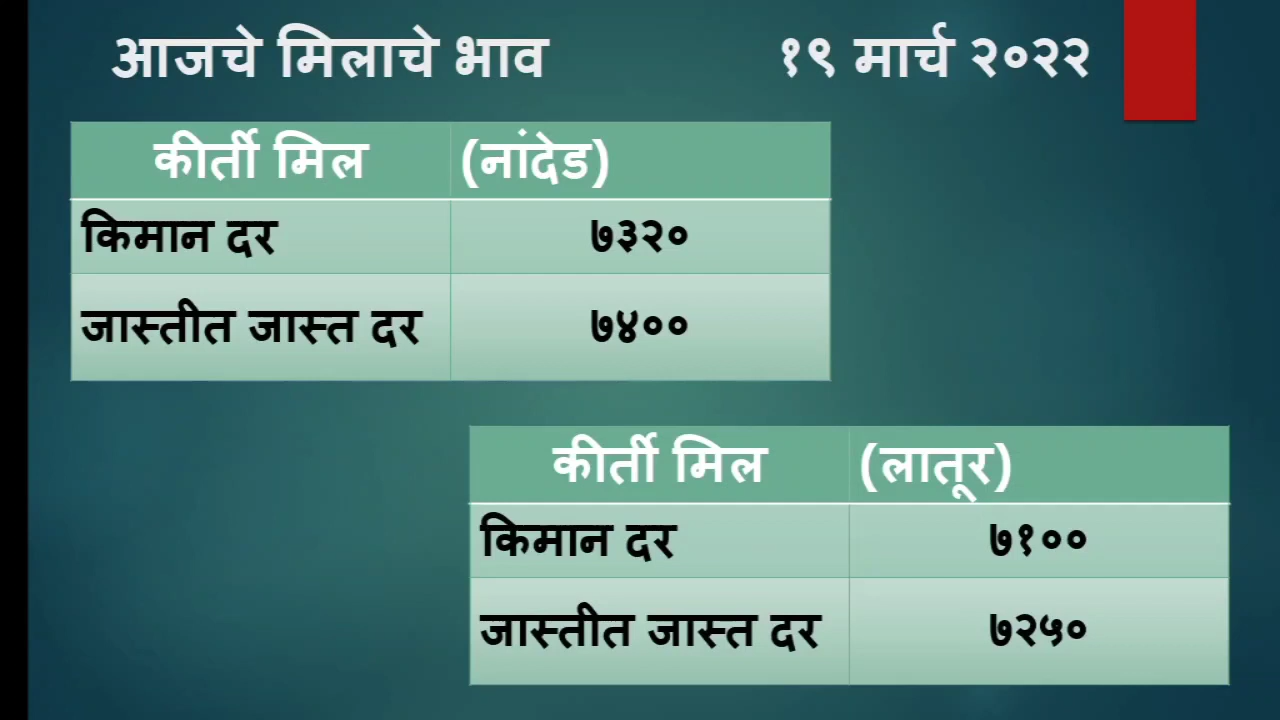 आजचे मिलाचे भाव १९ मार्च २०२२
कीर्ती मिल (नांदेड)
किमान दर ७३२०
जास्तीत जास्त दर ७४००
कीर्ती मिल (लातूर)
किमान दर ७१००
जास्तीत जास्त दर ७२५०